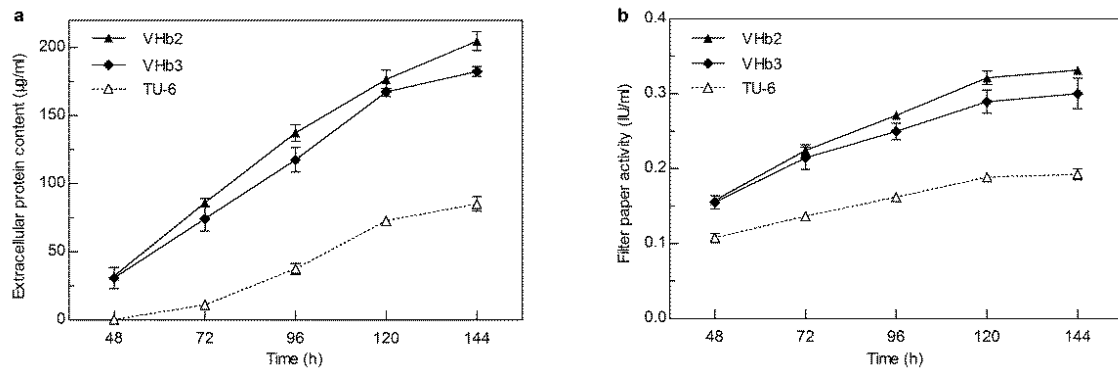 a
VHb2
VHb3
TU-6
Extracellular protein content (µg/ml)
200
150
100
50
0
48 72 96 120 144
Time (h)
b
VHb2
VHb3
TU-6
Filter paper activity (IU/ml)
0.4
0.3
0.2
0.1
0.0
48 72 96 120 144
Time (h)